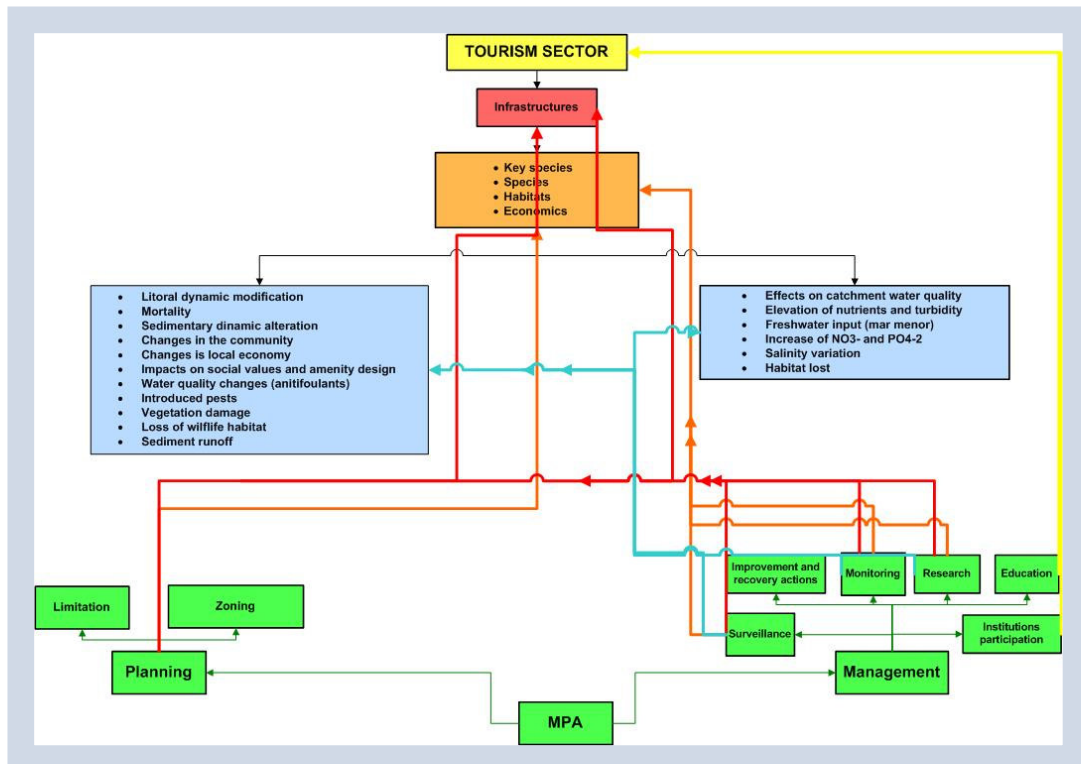 TOURISM SECTOR
Infrastructures
• Key species
• Species
• Habitats
• Economics
• Litoral dynamic modification
• Mortality
• Sedimentary dinamic alteration
• Changes in the community
• Changes is local economy
• Impacts on social values and amenity design
• Water quality changes (anitifoulants)
• Introduced pests
• Vegetation damage
• Loss of wilflife habitat
• Sediment runoff
• Effects on catchment water quality
• Elevation of nutrients and turbidity
• Freshwater input (mar menor)
• Increase of NO3- and PO4-2
• Salinity variation
• Habitat lost
Limitation
Zoning
Planning
Improvement and
recovery actions
Monitoring
Research
Education
Surveillance
Institutions
participation
Management
MPA